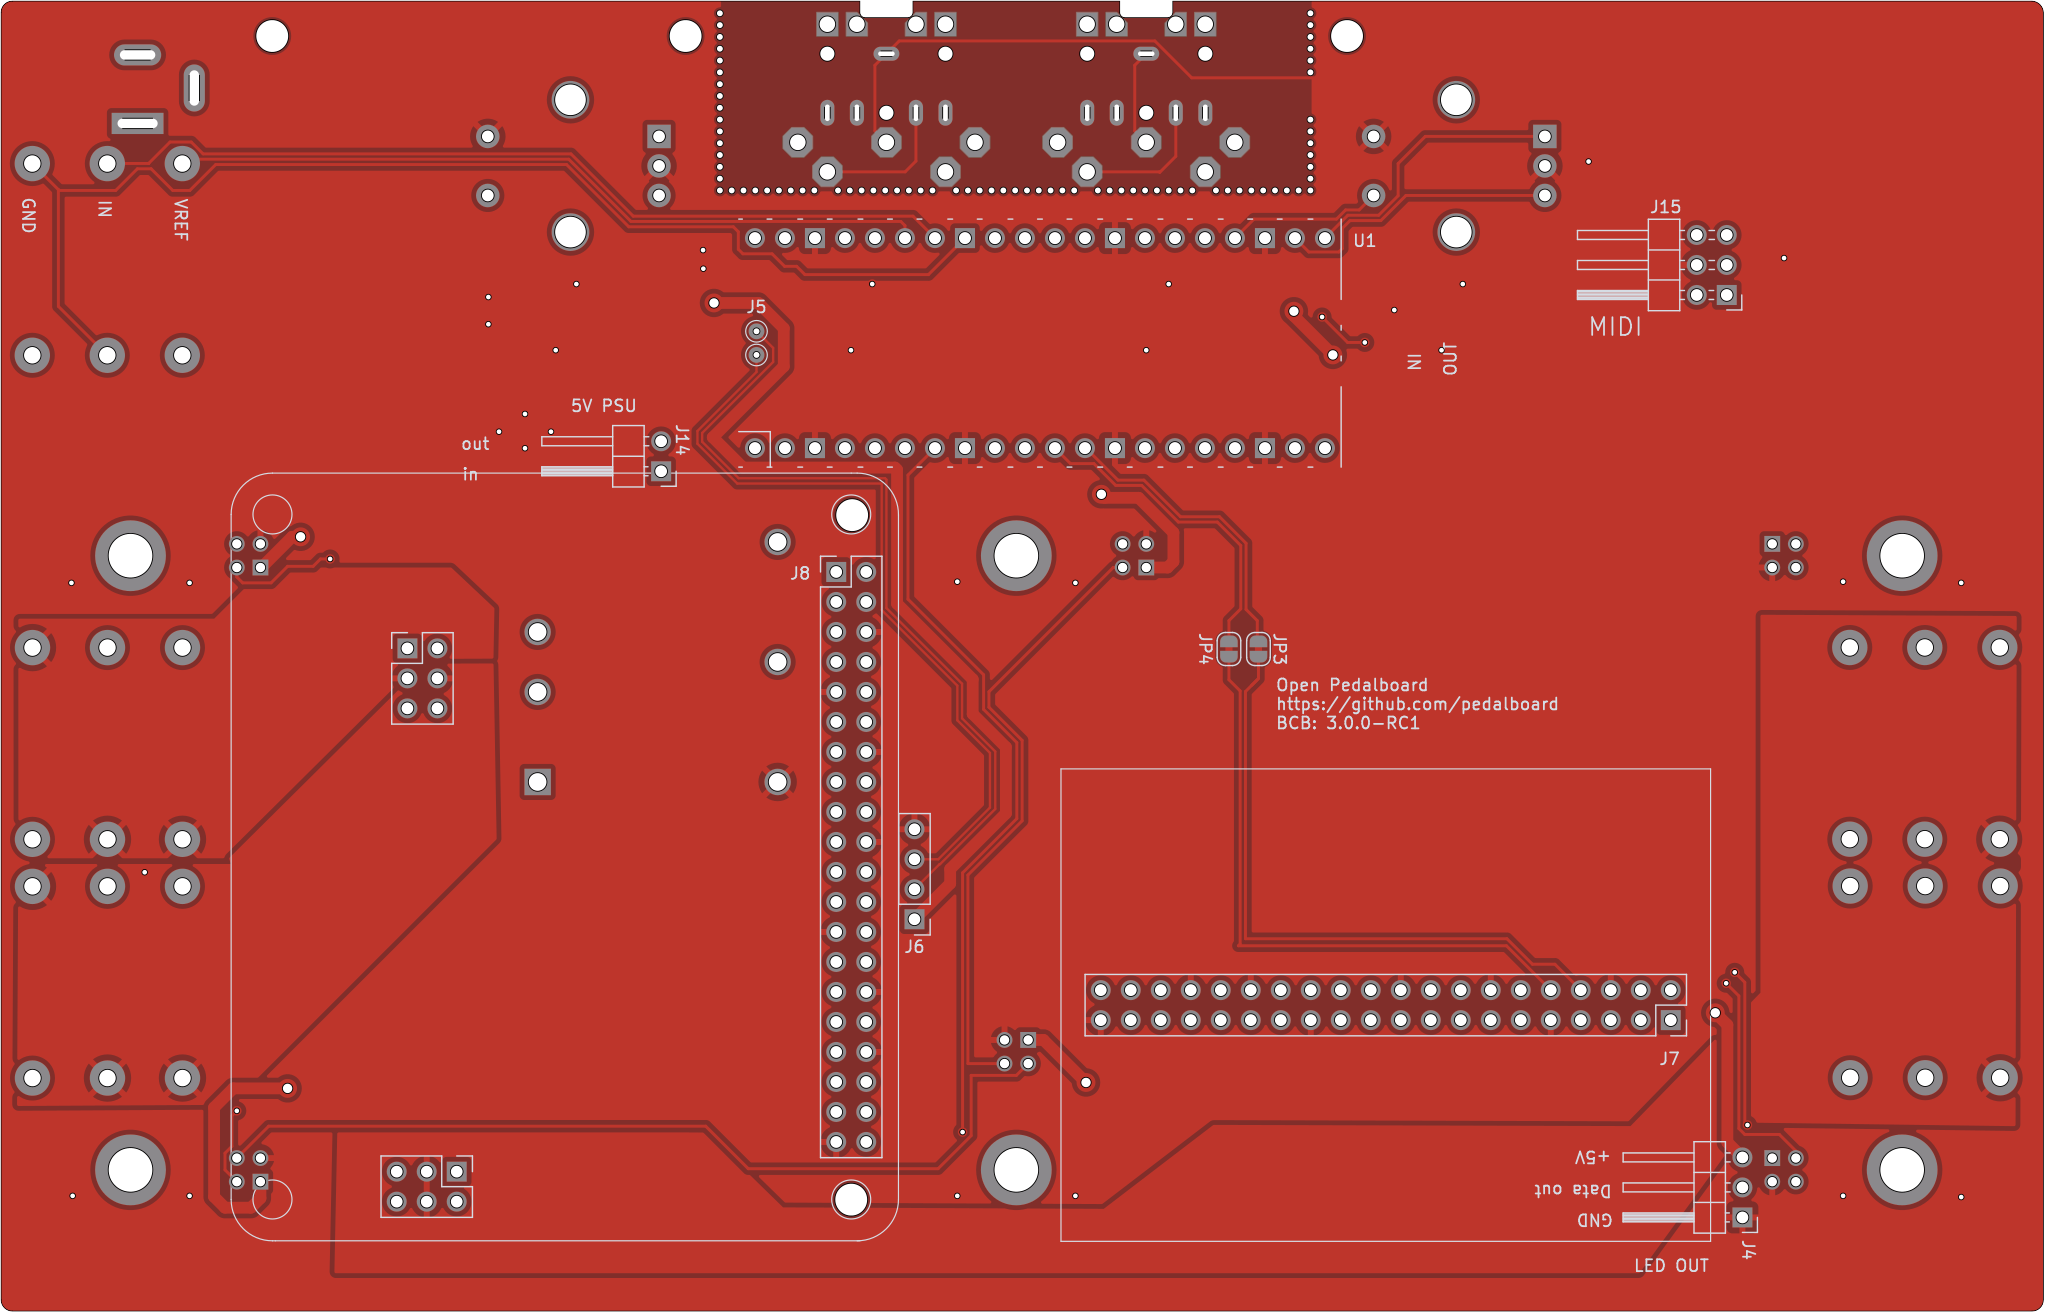 GND
IN
VREF
J15
U1
MIDI
J5
IN
OUT
5V PSU
out
in
J14
J8
JP4
JP3
Open Pedalboard
https://github.com/pedalboard
BCB: 3.0.0-RC1
J6
J7
+5V
Data out
GND
J4
LED OUT